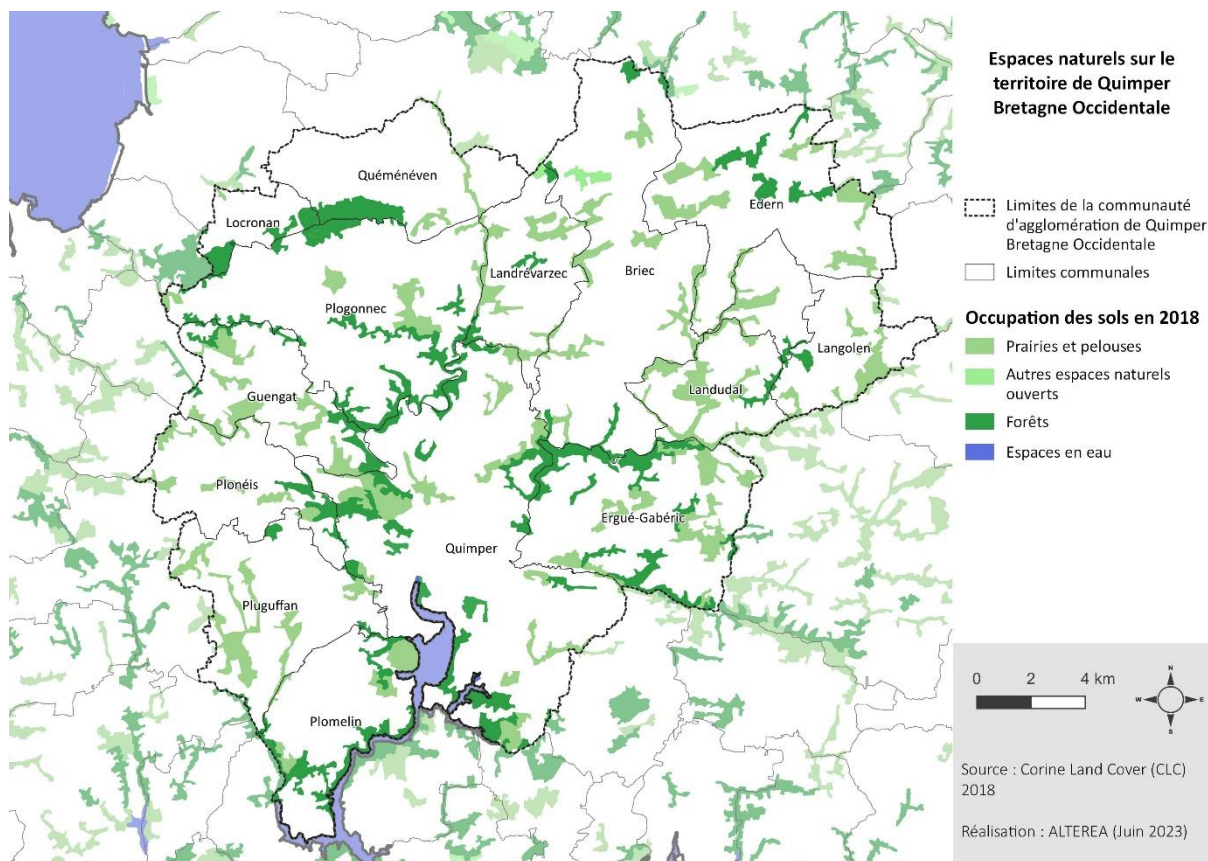 Espaces naturels sur le
territoire de Quimper
Bretagne Occidentale
Limites de la communauté
d'agglomération de Quimper
Bretagne Occidentale
Limites communales
Occupation des sols en 2018
Prairies et pelouses
Autres espaces naturels
ouverts
Forêts
Espaces en eau
Quéménéven
Locronan
Edern
Landrévarzec
Briec
Plogonnec
Langolen
Landudal
Guengat
Plonéis
Ergué-Gabéric
Quimper
Pluguffan
Plomelin
0 2 4 km
N
W E
S
Source : Corine Land Cover (CLC)
2018
Réalisation : ALTEREA (Juin 2023)